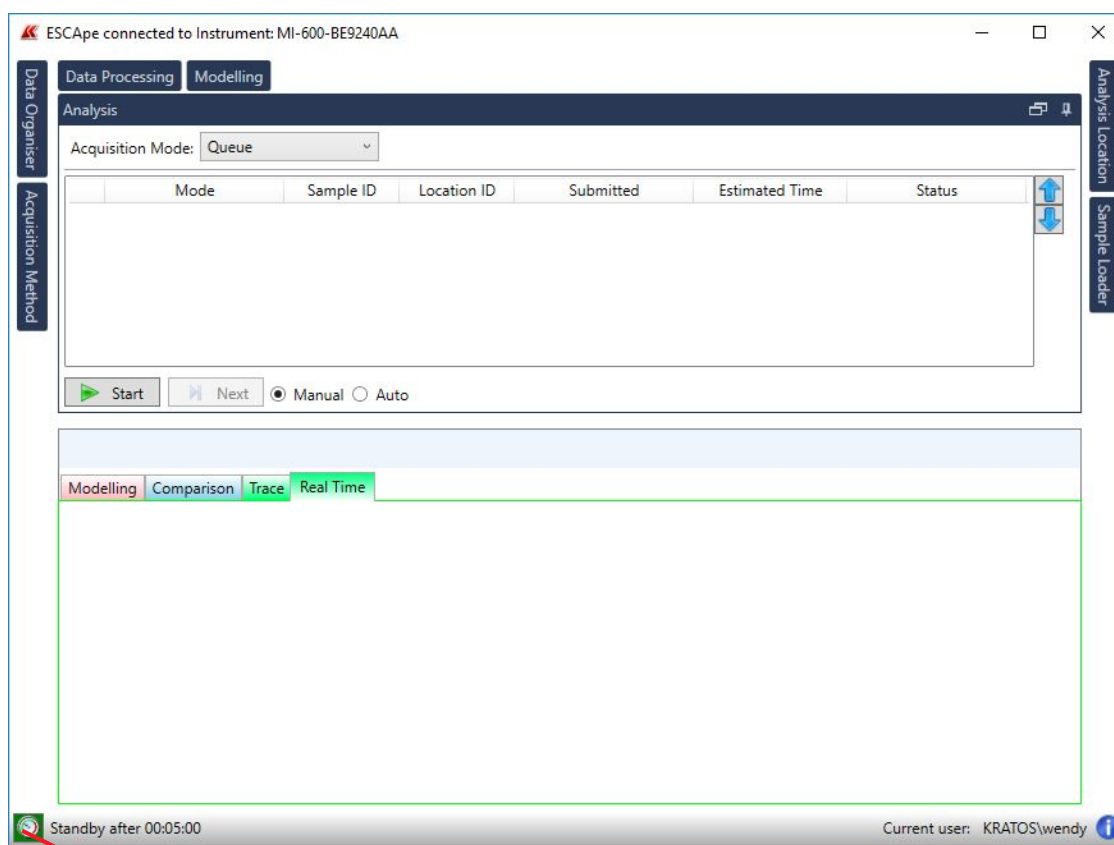 ESCApe connected to Instrument: MI-600-BE9240AA
Data Organiser
Acquisition Method
Data Processing Modelling
Analysis
Acquisition Mode: Queue
Mode Sample ID Location ID Submitted Estimated Time Status
Start Next Manual Auto
Modelling Comparison Trace Real Time
Analysis Location
Sample Loader
Standby after 00:05:00 Current user: KRATOS\wendy